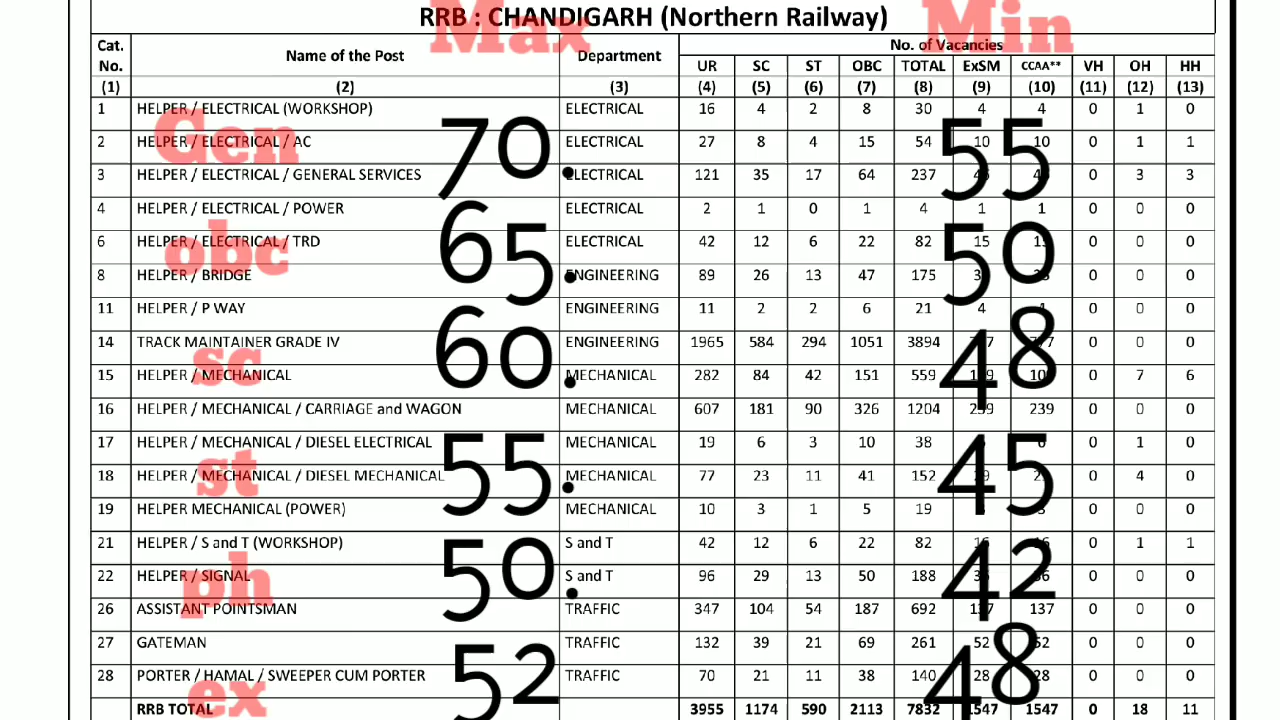 RRB : CHANDIGARH (Northern Railway)
Max Min
Cat. No. Name of the Post Department No. of Vacancies
UR SC ST OBC TOTAL ExSM CCAA** VH OH HH
(1) (2) (3) (4) (5) (6) (7) (8) (9) (10) (11) (12) (13)
1 HELPER / ELECTRICAL (WORKSHOP) ELECTRICAL 16 4 2 8 30 4 4 0 1 0
Gen 70. 55
2 HELPER / ELECTRICAL / AC ELECTRICAL 27 8 4 15 54 10 10 0 1 1
3 HELPER / ELECTRICAL / GENERAL SERVICES ELECTRICAL 121 35 17 64 237 0 3 3
4 HELPER / ELECTRICAL / POWER ELECTRICAL 2 1 0 1 4 1 1 0 0 0
obc 65. 50
6 HELPER / ELECTRICAL / TRD ELECTRICAL 42 12 6 22 82 15 0 0 0
8 HELPER / BRIDGE ENGINEERING 89 26 13 47 175 0 0 0
11 HELPER / P WAY ENGINEERING 11 2 2 6 21 4 0 0 0
sc 60. 48
14 TRACK MAINTAINER GRADE IV ENGINEERING 1965 584 294 1051 3894 0 0 0
15 HELPER / MECHANICAL MECHANICAL 282 84 42 151 559 0 7 6
16 HELPER / MECHANICAL / CARRIAGE and WAGON MECHANICAL 607 181 90 326 1204 239 239 0 0 0
17 HELPER / MECHANICAL / DIESEL ELECTRICAL MECHANICAL 19 6 3 10 38 0 1 0
st 55. 45
18 HELPER / MECHANICAL / DIESEL MECHANICAL MECHANICAL 77 23 11 41 152 0 4 0
19 HELPER MECHANICAL (POWER) MECHANICAL 10 3 1 5 19 0 0 0
21 HELPER / S and T (WORKSHOP) S and T 42 12 6 22 82 0 1 1
ph 50. 42
22 HELPER / SIGNAL S and T 96 29 13 50 188 0 0 0
26 ASSISTANT POINTSMAN TRAFFIC 347 104 54 187 692 137 137 0 0 0
27 GATEMAN TRAFFIC 132 39 21 69 261 52 52 0 0 0
28 PORTER / HAMAL / SWEEPER CUM PORTER TRAFFIC 70 21 11 38 140 28 28 0 0 0
ex 52 48
RRB TOTAL 3955 1174 590 2113 7832 1547 1547 0 18 11